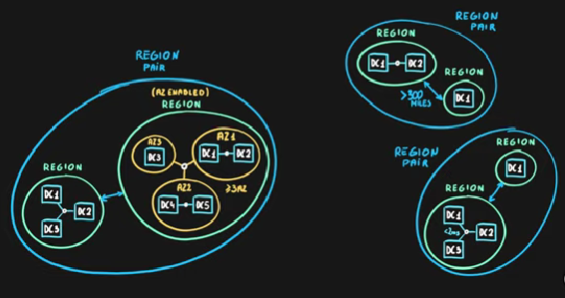 REGION
PAIR
(AZ ENABLED)
REGION
AZ3
DC3
AZ1
DC1
DC2
AZ2
≥3AZ
DC4
DC5
REGION
DC1
DC2
DC3
REGION
PAIR
REGION
DC1
DC2
REGION
DC1
>300
MILES
REGION
PAIR
REGION
DC1
REGION
DC1
<2ms
DC2
DC3